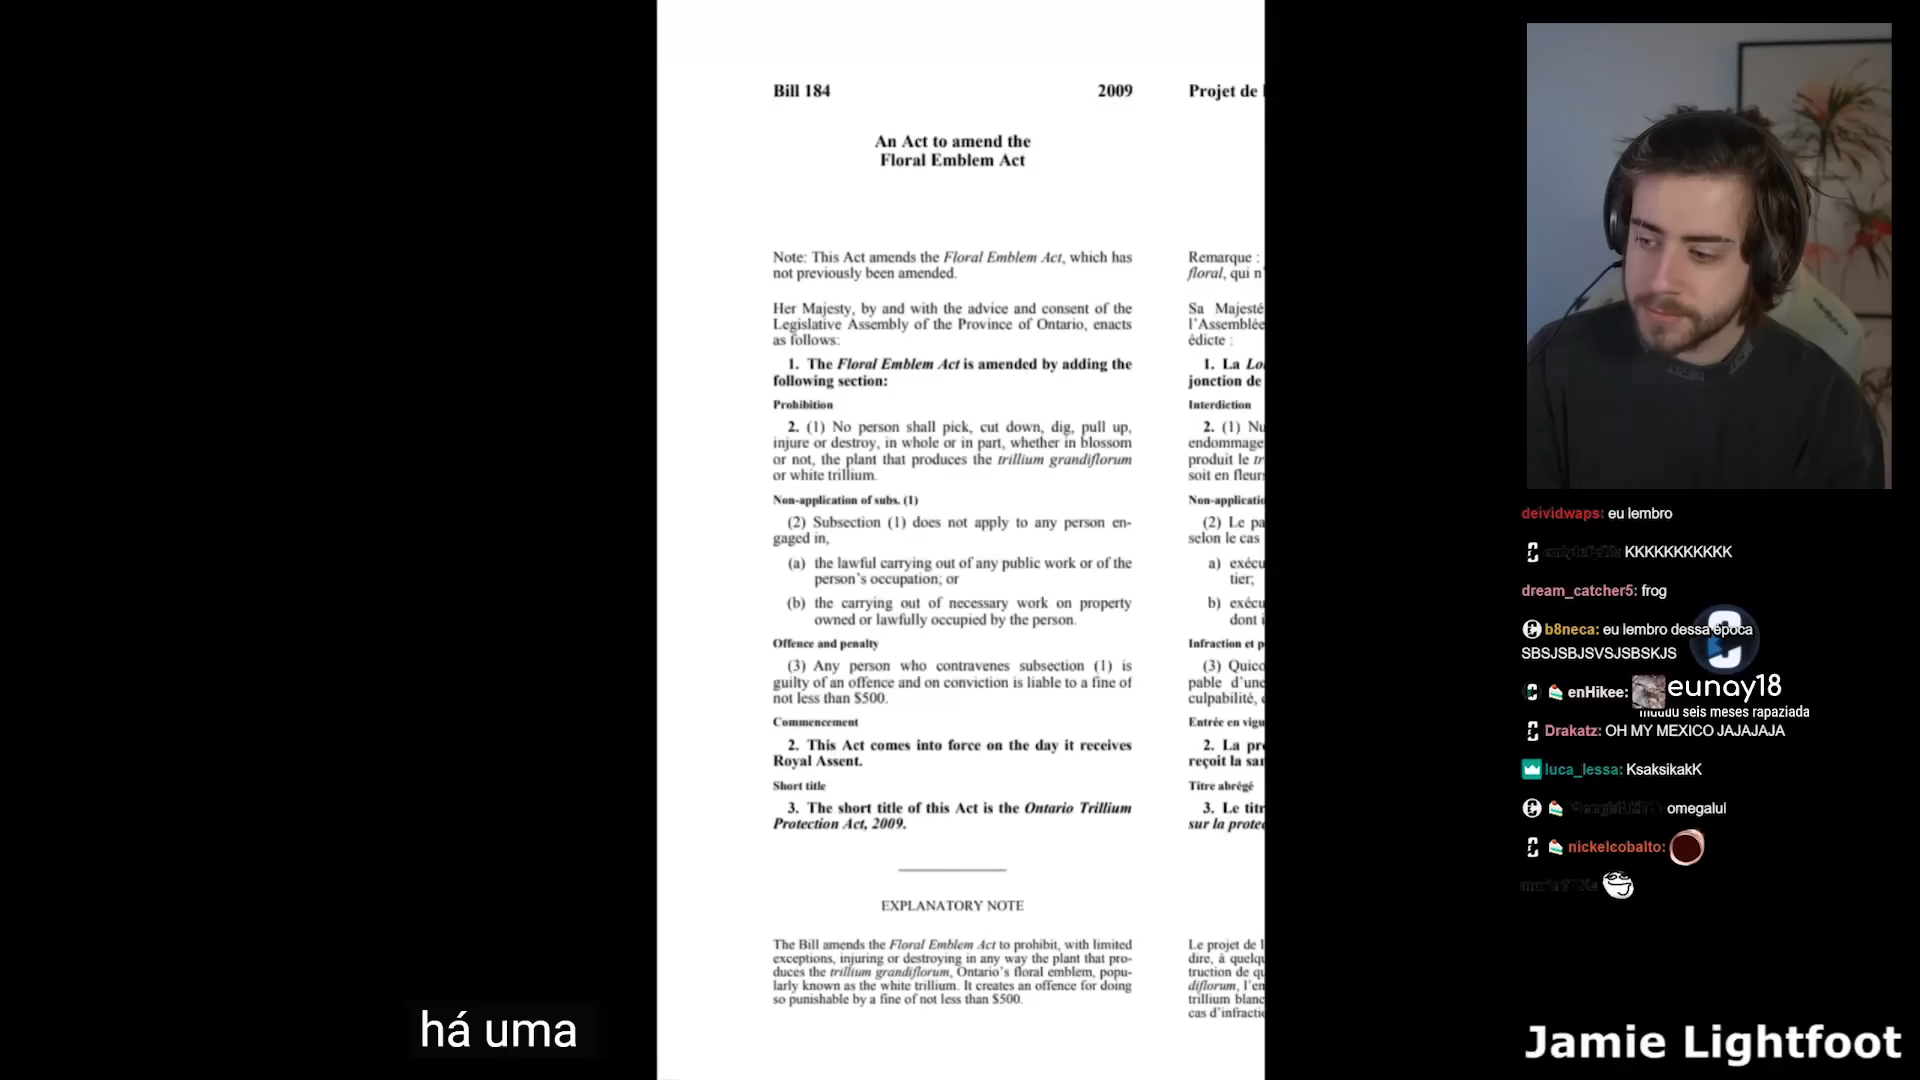 Bill 184
2009
An Act to amend the
Floral Emblem Act
Note: This Act amends the Floral Emblem Act, which has
not previously been amended.
Her Majesty, by and with the advice and consent of the
Legislative Assembly of the Province of Ontario, enacts
as follows:
1. The Floral Emblem Act is amended by adding the
following section:
Prohibition
2. (1) No person shall pick, cut down, dig, pull up,
injure or destroy, in whole or in part, whether in blossom
or not, the plant that produces the trillium grandiflorum
or white trillium.
Non-application of subs. (1)
(2) Subsection (1) does not apply to any person en-
gaged in,
(a) the lawful carrying out of any public work or of the
person's occupation; or
(b) the carrying out of necessary work on property
owned or lawfully occupied by the person.
Offence and penalty
(3) Any person who contravenes subsection (1) is
guilty of an offence and on conviction is liable to a fine of
not less than $500.
Commencement
2. This Act comes into force on the day it receives
Royal Assent.
Short title
3. The short title of this Act is the Ontario Trillium
Protection Act, 2009.
EXPLANATORY NOTE
The Bill amends the Floral Emblem Act to prohibit, with limited
exceptions, injuring or destroying in any way the plant that pro-
duces the trillium grandiflorum, Ontario's floral emblem, popu-
larly known as the white trillium. It creates an offence for doing
so punishable by a fine of not less than $500.
Projet de
Remarque :
floral, qui n'
Sa Majesté
l'Assemblée
édicte :
1. La Loi
jonction de
Interdiction
2. (1) Nu
endommage
produit le tr
soit en fleur
Non-applicatio
(2) Le pa
selon le cas
a) exécu
tier;
b) exécu
dont i
Infraction et p
(3) Quico
pable d'une
culpabilité,
Entrée en vigu
2. La pr
reçoit la sa
Titre abrégé
3. Le titr
sur la prote
Le projet de l
dire, à quelqu
truction de qu
diflorum, l'en
trillium blanc
cas d'infracti
há uma
deividwaps: eu lembro
KKKKKKKKKKK
dream_catcher5: frog
b8neca: eu lembro dessa época
SBSJSBJSVSJSBSKJS
enHikee:
eunay18
seis meses rapaziada
Drakatz: OH MY MEXICO JAJAJAJA
luca_lessa: KsaksikakK
omegalul
nickelcobalto:
Jamie Lightfoot